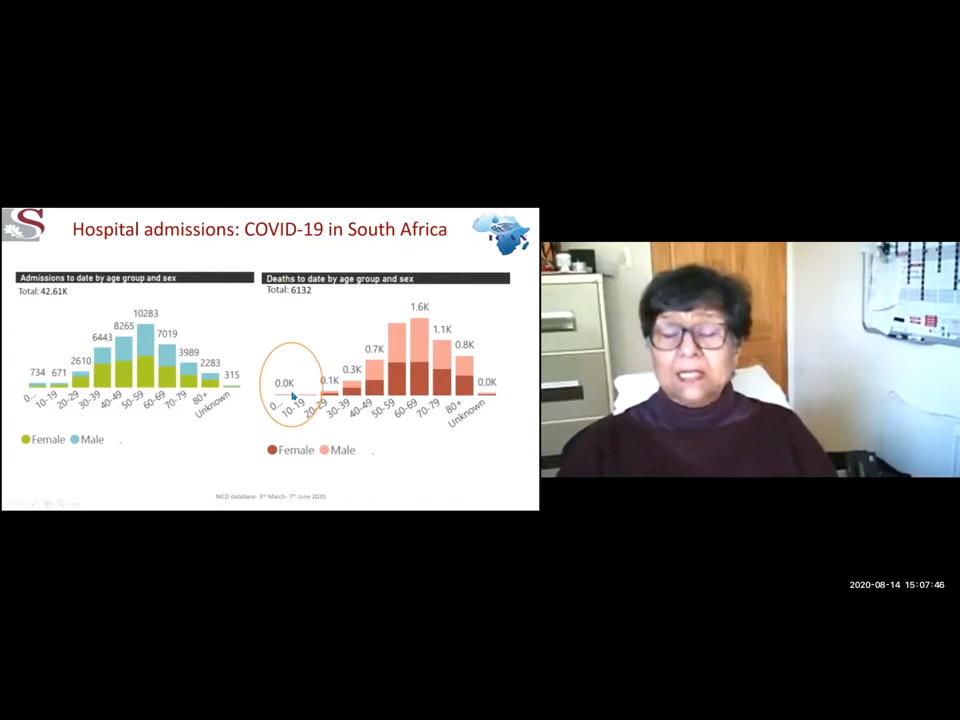 S
Hospital admissions: COVID-19 in South Africa
ICAN
Admissions to date by age group and sex
Total: 42.61K
734
671
2610
6443
8265
10283
7019
3989
2283
315
0...
10-19
20-29
30-39
40-49
50-59
60-69
70-79
80+
Unknown
Female Male .
Deaths to date by age group and sex
Total: 6132
0.0K
0.1K
0.3K
0.7K
1.6K
1.1K
0.8K
0.0K
0...
10-19
20-29
30-39
40-49
50-59
60-69
70-79
80+
Unknown
Female Male .
NICD database- 3rd March- 7th June 2020
2020-08-14 15:07:46